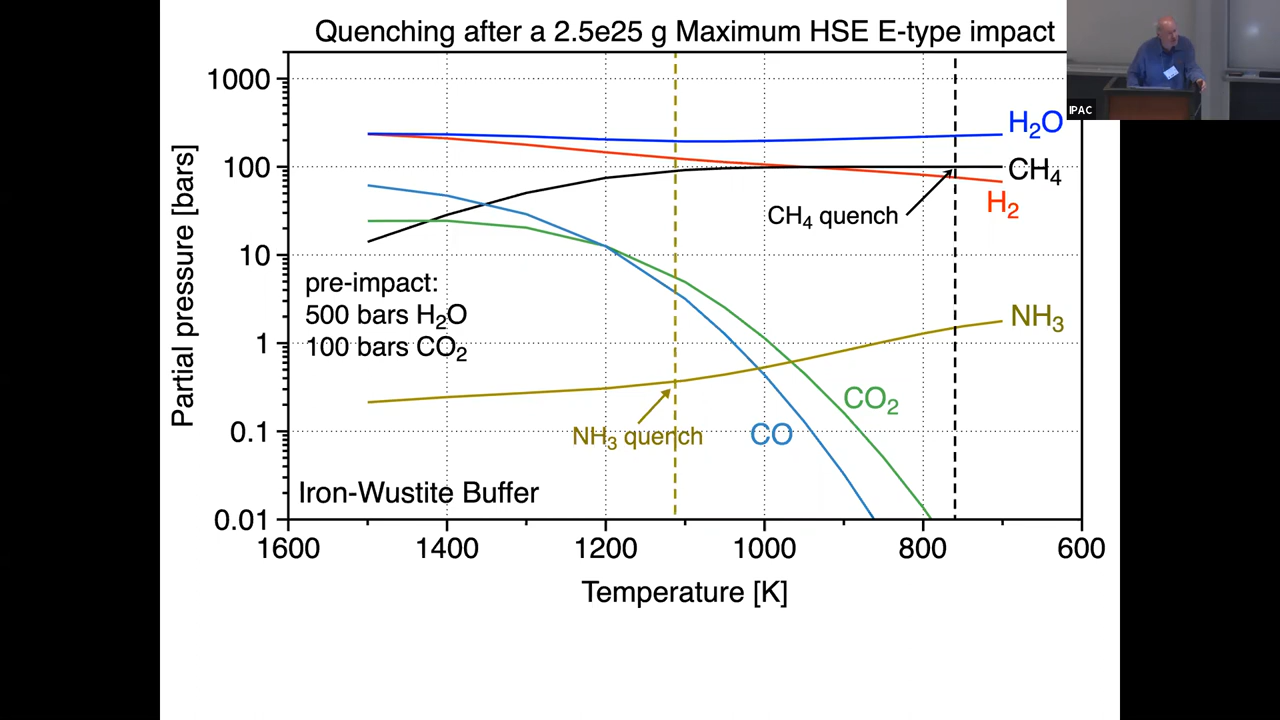 Quenching after a 2.5e25 g Maximum HSE E-type impact
IPAC
Partial pressure [bars]
1000
100
10
1
0.1
0.01
H₂O
CH₄
H₂
CH₄ quench
pre-impact:
500 bars H₂O
100 bars CO₂
NH₃
CO₂
CO
NH₃ quench
Iron-Wustite Buffer
1600 1400 1200 1000 800 600
Temperature [K]